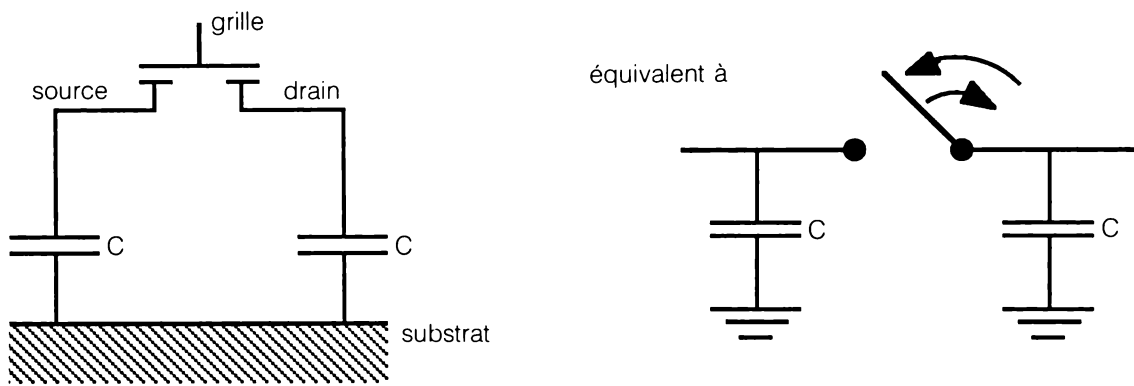 grille
source
drain
C
C
substrat
équivalent à
C
C